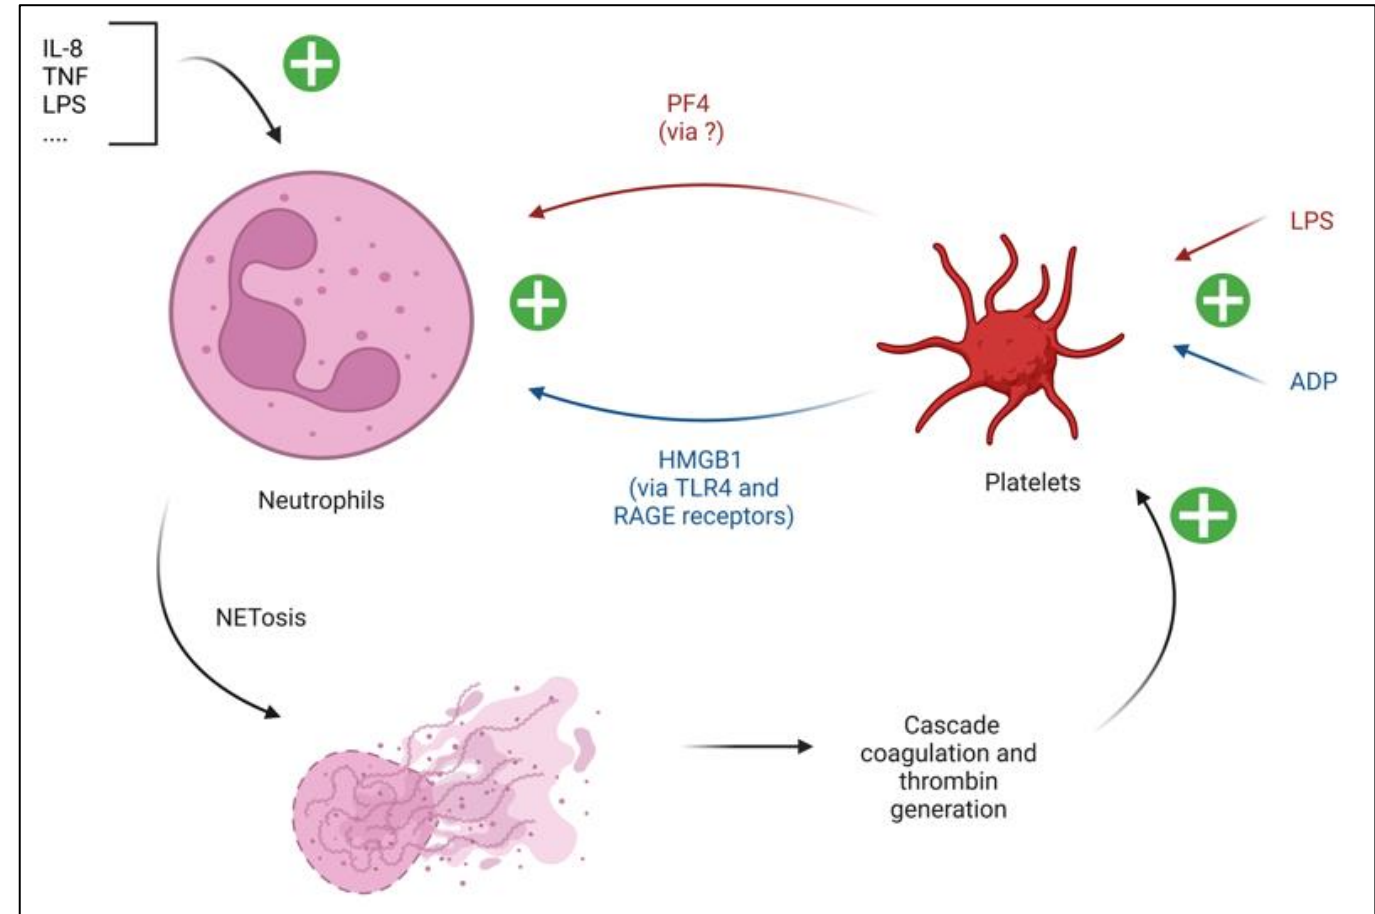 IL-8
TNF
LPS
....
PF4
(via ?)
LPS
ADP
HMGB1
(via TLR4 and
RAGE receptors)
Platelets
Neutrophils
NETosis
Cascade
coagulation and
thrombin
generation